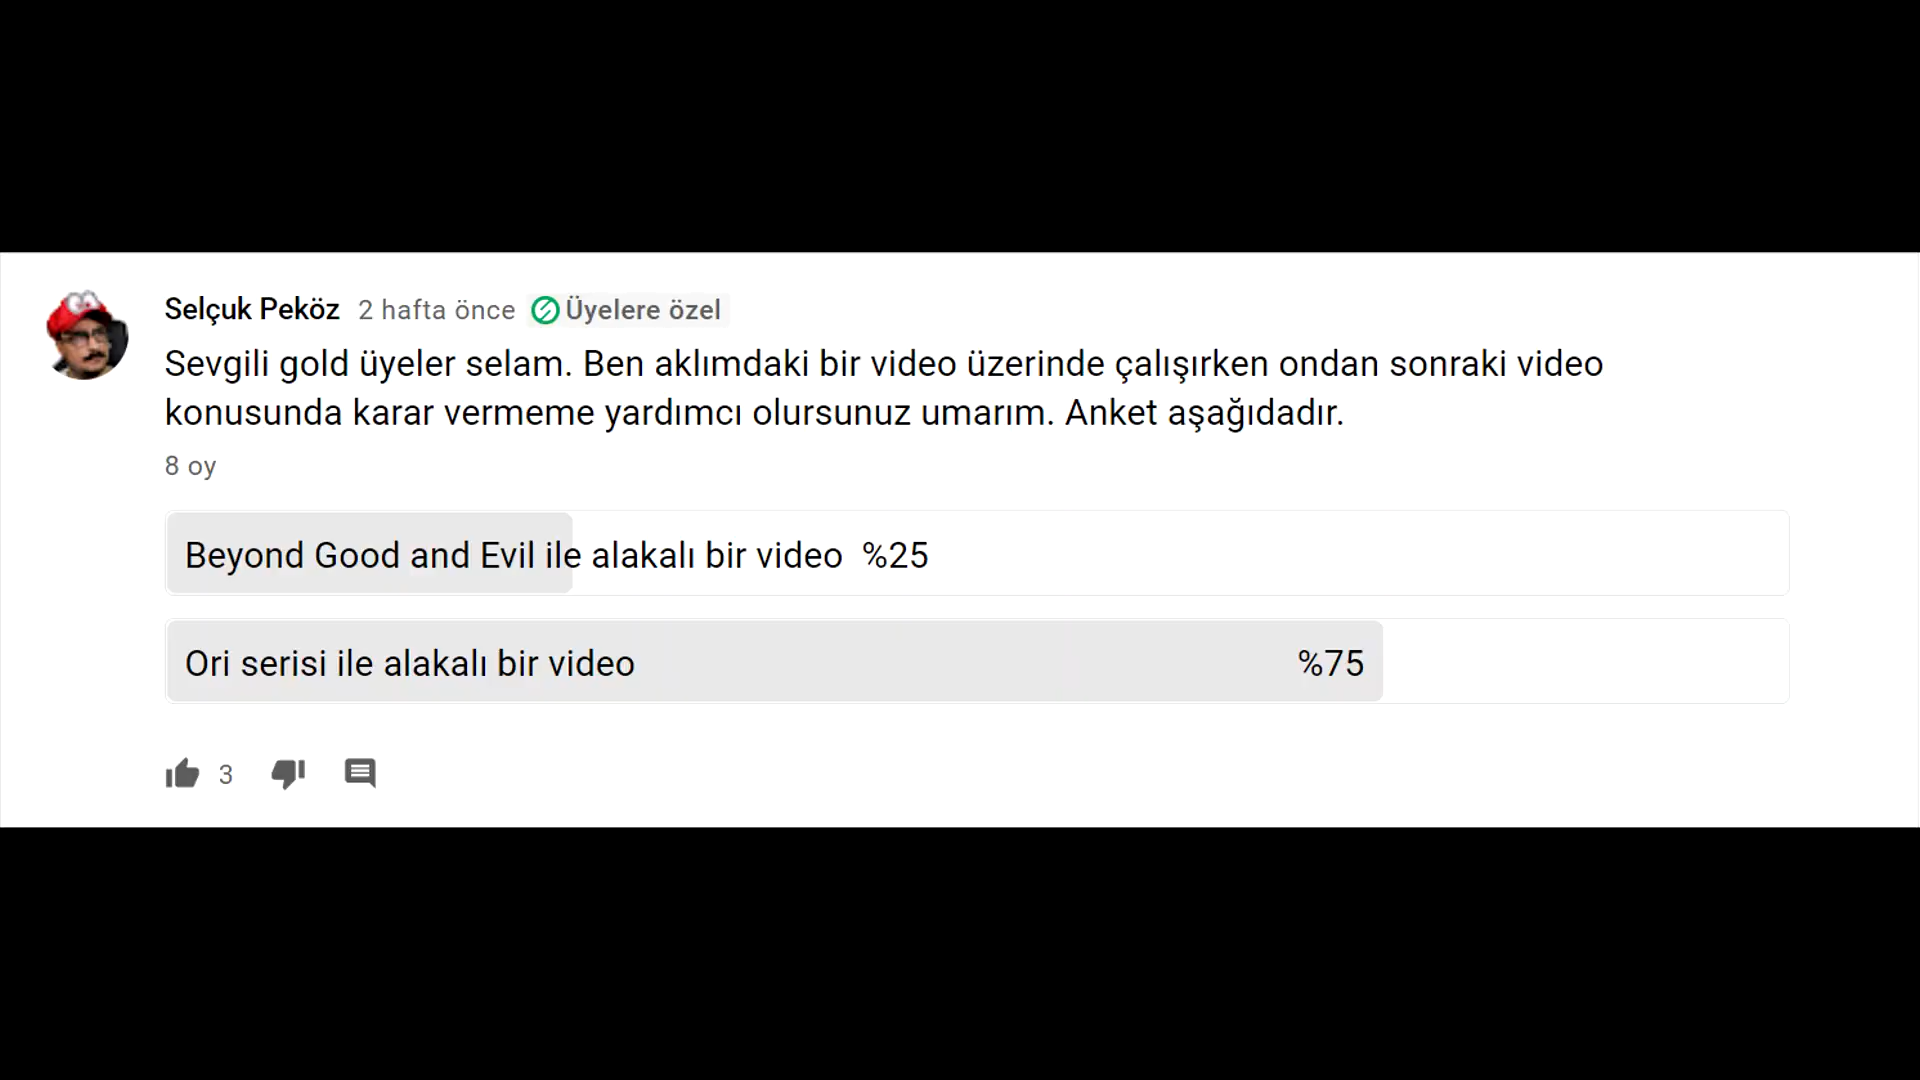 Selçuk Peköz 2 hafta önce Üyelere özel
Sevgili gold üyeler selam. Ben aklımdaki bir video üzerinde çalışırken ondan sonraki video
konusunda karar vermeme yardımcı olursunuz umarım. Anket aşağıdadır.
8 oy
Beyond Good and Evil ile alakalı bir video %25
Ori serisi ile alakalı bir video %75
3